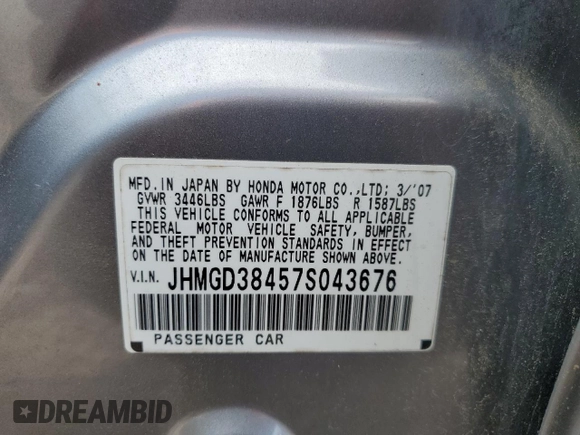 MFD.IN JAPAN BY HONDA MOTOR CO.,LTD; 3/'07
GVWR 3446LBS GAWR F 1876LBS R 1587LBS
THIS VEHICLE CONFORMS TO ALL APPLICABLE
FEDERAL MOTOR VEHICLE SAFETY, BUMPER,
AND THEFT PREVENTION STANDARDS IN EFFECT
ON THE DATE OF MANUFACTURE SHOWN ABOVE.
V.I.N. JHMGD38457S043676
PASSENGER CAR
DREAMBID